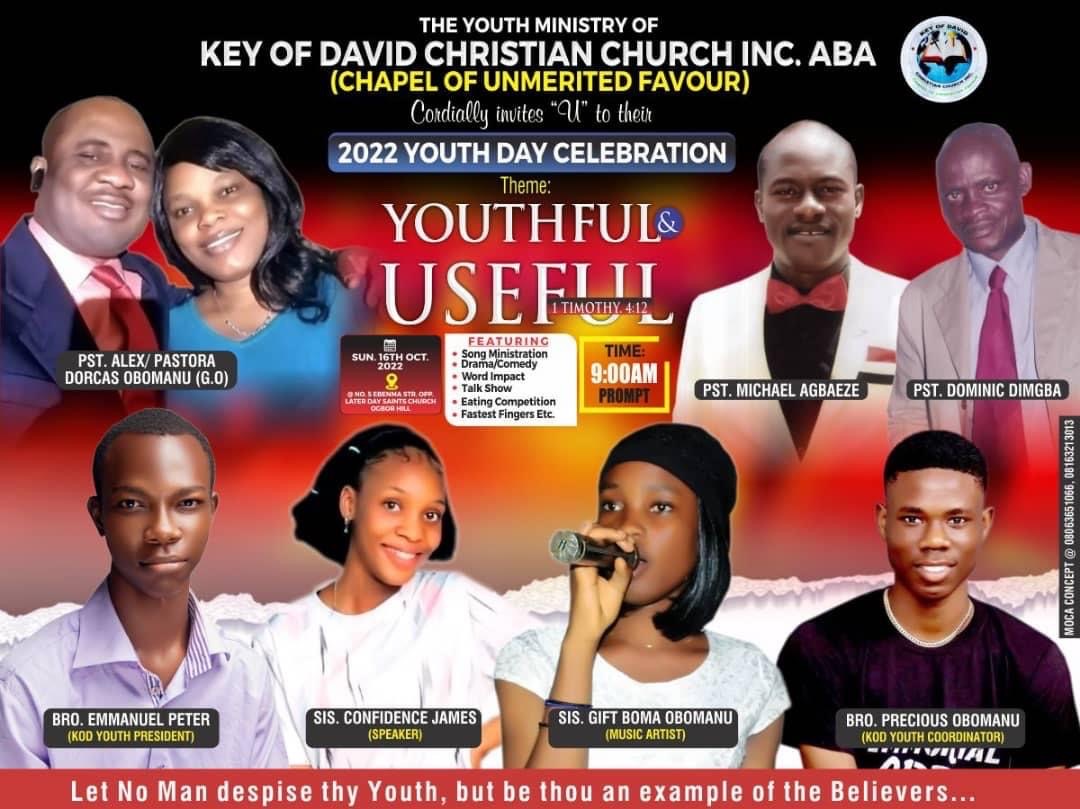 THE YOUTH MINISTRY OF
KEY OF DAVID CHRISTIAN CHURCH INC. ABA
(CHAPEL OF UNMERITED FAVOUR)
Cordially invites "U" to their
2022 YOUTH DAY CELEBRATION
Theme:
YOUTHFUL &
USEFUL
1 TIMOTHY. 4:12
KEY OF DAVID
CHRISTIAN CHURCH INC.
PST. ALEX/ PASTORA
DORCAS OBOMANU (G.O)
SUN. 16TH OCT.
2022
@ NO. 5 EBENMA STR. OPP.
LATER DAY SAINTS CHURCH
OGBOR HILL
FEATURING
• Song Ministration
• Drama/Comedy
• Word Impact
• Talk Show
• Eating Competition
• Fastest Fingers Etc.
TIME:
9:00AM
PROMPT
PST. MICHAEL AGBAEZE
PST. DOMINIC DIMGBA
BRO. EMMANUEL PETER
(KOD YOUTH PRESIDENT)
SIS. CONFIDENCE JAMES
(SPEAKER)
SIS. GIFT BOMA OBOMANU
(MUSIC ARTIST)
BRO. PRECIOUS OBOMANU
(KOD YOUTH COORDINATOR)
MOCA CONCEPT @ 08063651066, 08163213013
Let No Man despise thy Youth, but be thou an example of the Believers...